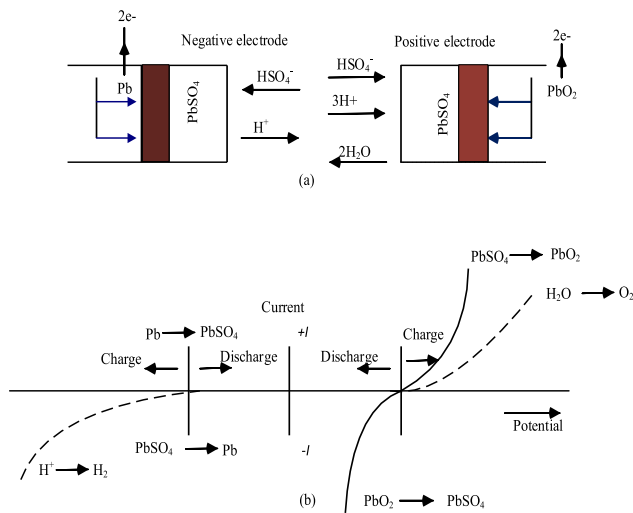 2e-
2e-
Negative electrode
Positive electrode
Pb
PbSO₄
HSO₄⁻
HSO₄⁻
PbSO₄
PbO₂
3H+
H⁺
2H₂O
(a)
PbSO₄ → PbO₂
H₂O → O₂
Current
Pb → PbSO₄
+I
Charge
Charge
Discharge
Discharge
Potential
PbSO₄ → Pb
-I
H⁺ → H₂
(b)
PbO₂ → PbSO₄